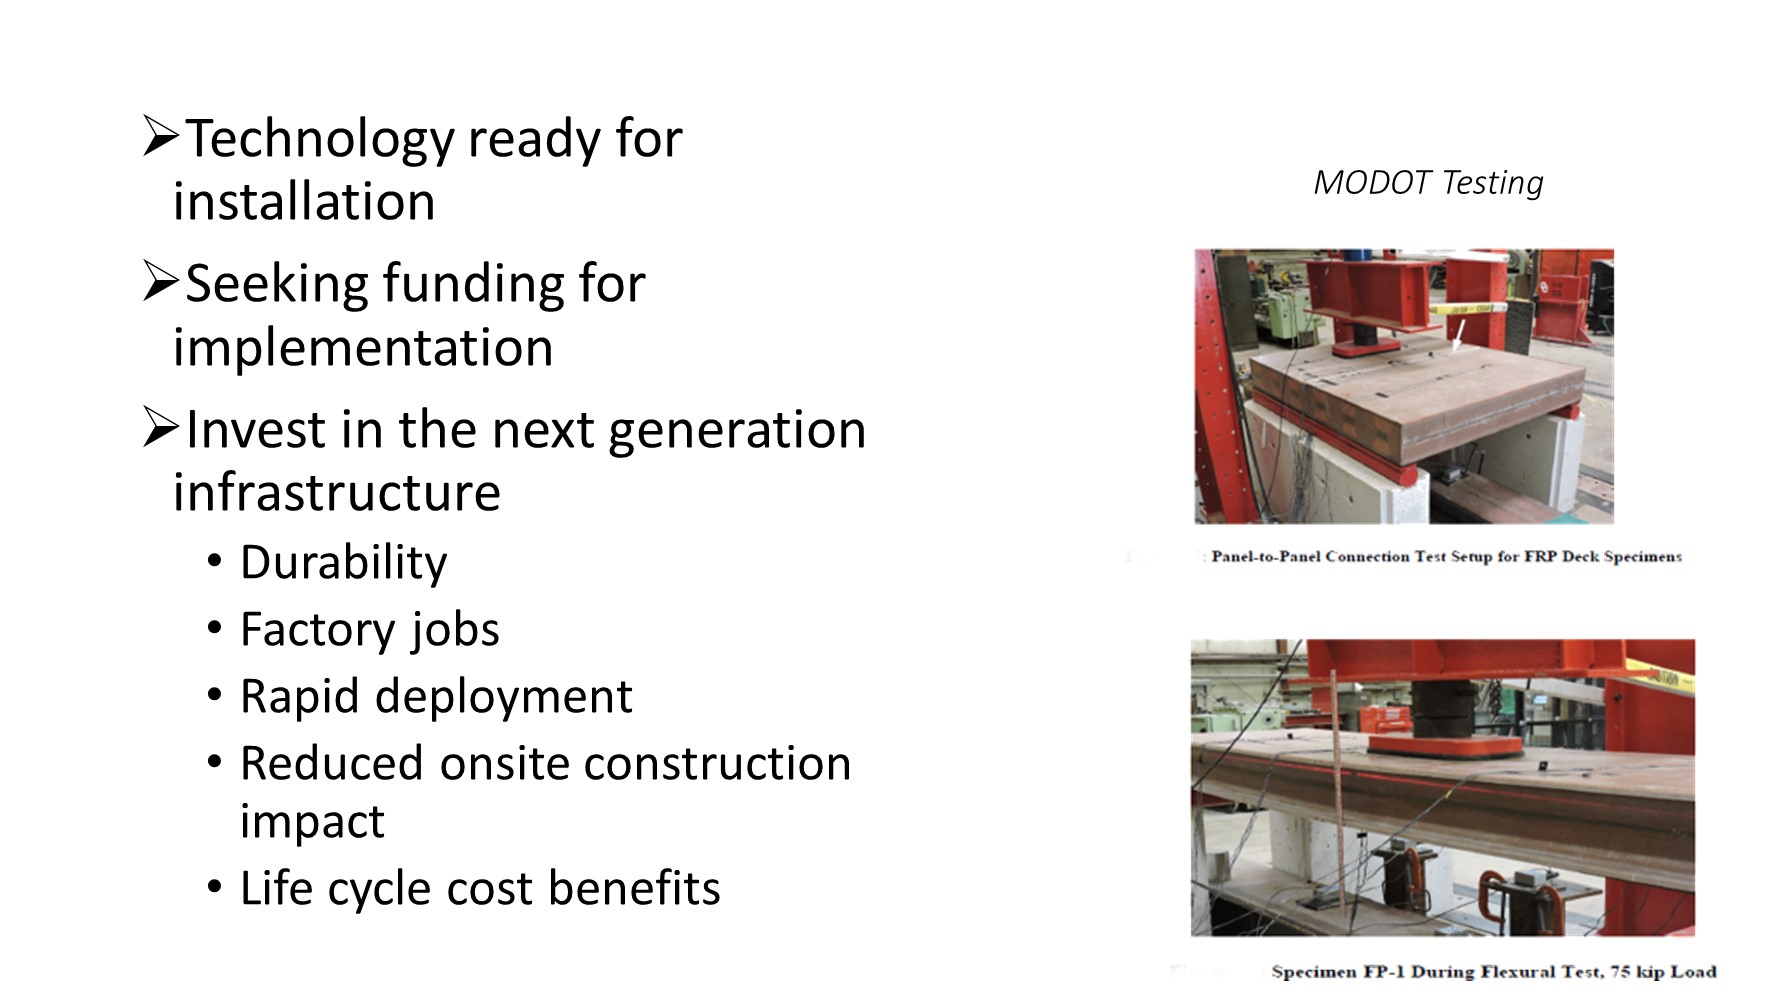 ➢Technology ready for
installation
➢Seeking funding for
implementation
➢Invest in the next generation
infrastructure
• Durability
• Factory jobs
• Rapid deployment
• Reduced onsite construction
impact
• Life cycle cost benefits
MODOT Testing
: Panel-to-Panel Connection Test Setup for FRP Deck Specimens
Specimen FP-1 During Flexural Test, 75 kip Load